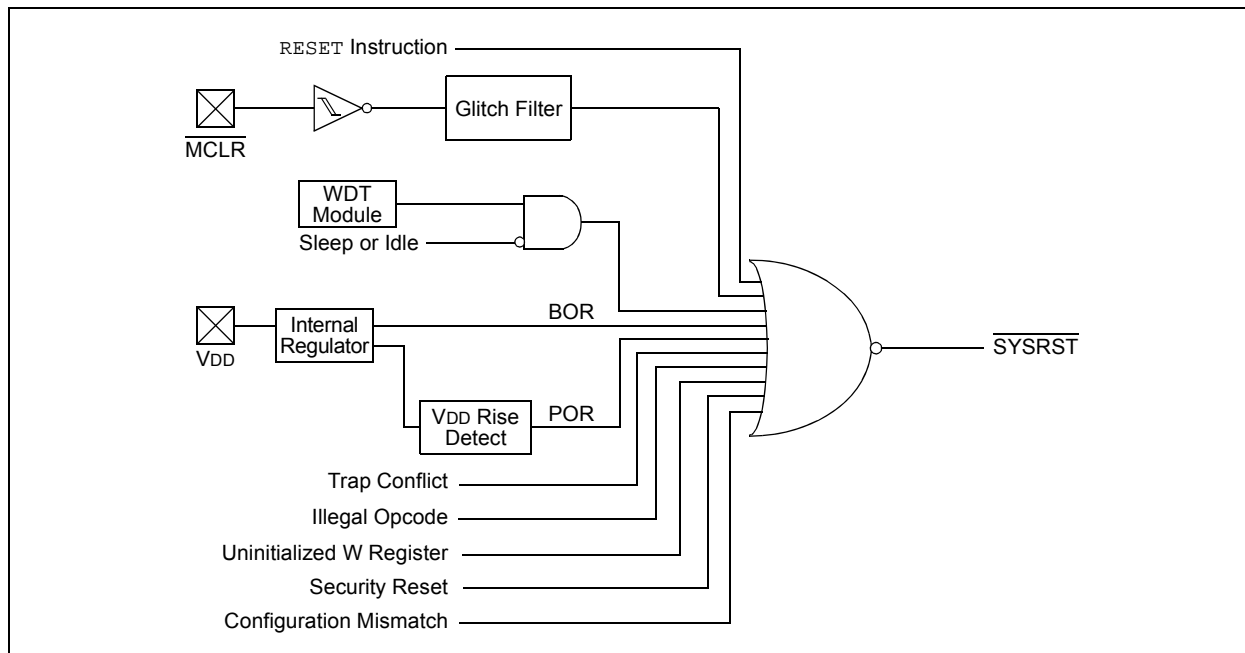 RESET Instruction
Glitch Filter
MCLR
WDT
Module
Sleep or Idle
BOR
Internal
Regulator
VDD
SYSRST
POR
VDD Rise
Detect
Trap Conflict
Illegal Opcode
Uninitialized W Register
Security Reset
Configuration Mismatch